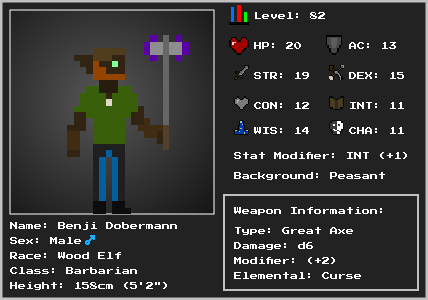 Level: 82
HP: 20 AC: 13
STR: 19 DEX: 15
CON: 12 INT: 11
WIS: 14 CHA: 11
Stat Modifier: INT (+1)
Background: Peasant
Name: Benji Dobermann
Sex: Male
Race: Wood Elf
Class: Barbarian
Height: 158cm (5'2")
Weapon Information:
Type: Great Axe
Damage: d6
Modifier: (+2)
Elemental: Curse